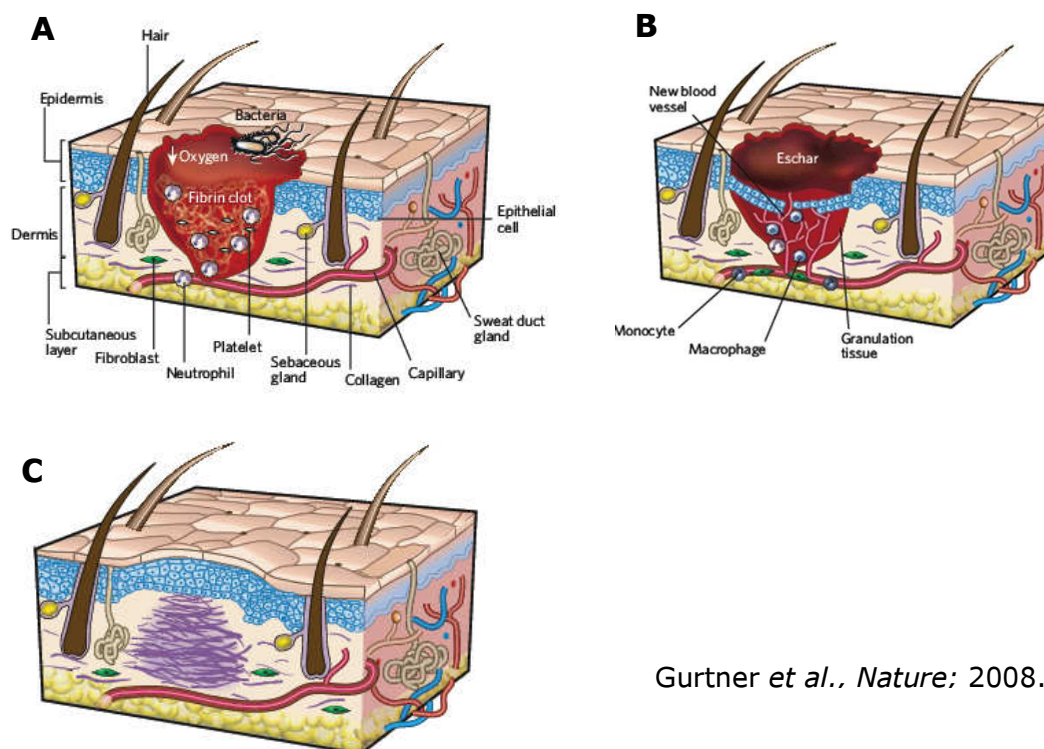 A
Hair
Epidermis
Bacteria
Oxygen
Fibrin clot
Dermis
Epithelial
cell
Subcutaneous
layer
Fibroblast
Neutrophil
Platelet
Sebaceous
gland
Collagen
Capillary
Sweat duct
gland
B
New blood
vessel
Eschar
Monocyte
Macrophage
Granulation
tissue
C
Gurtner et al., Nature; 2008.